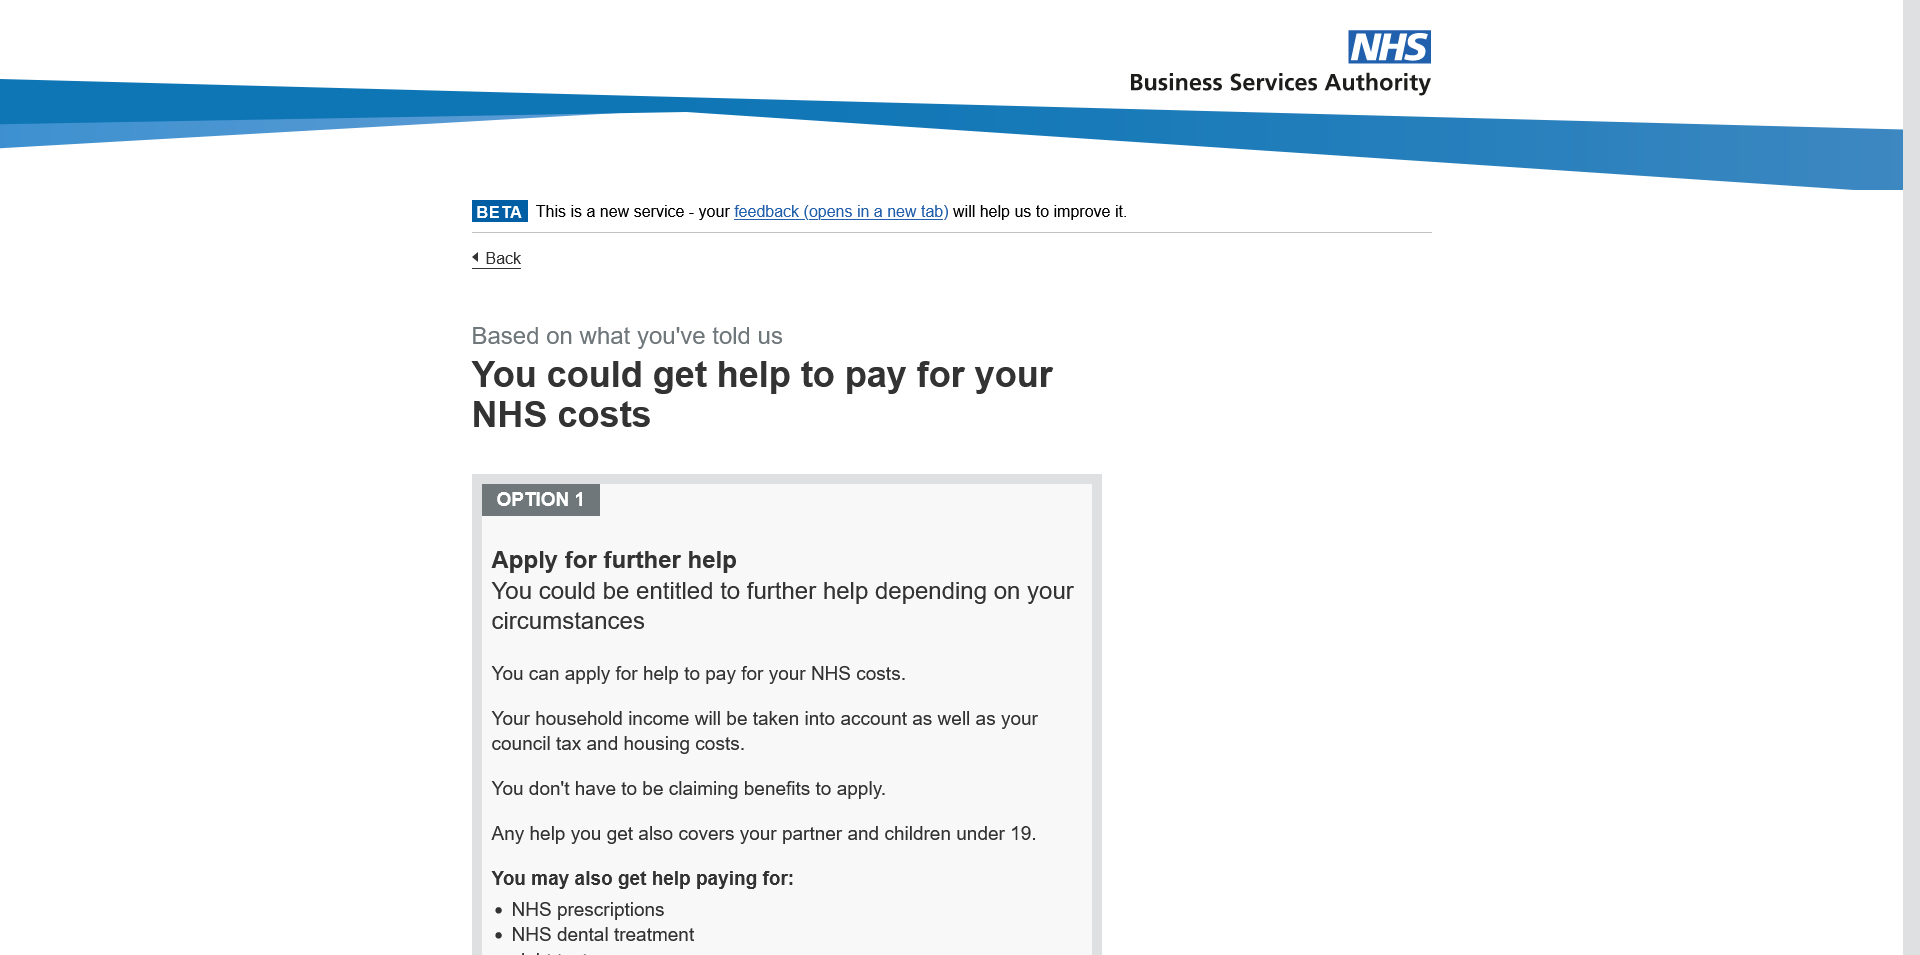 NHS
Business Services Authority
BETA This is a new service - your feedback (opens in a new tab) will help us to improve it.
Back
Based on what you've told us
You could get help to pay for your
NHS costs
OPTION 1
Apply for further help
You could be entitled to further help depending on your
circumstances
You can apply for help to pay for your NHS costs.
Your household income will be taken into account as well as your
council tax and housing costs.
You don't have to be claiming benefits to apply.
Any help you get also covers your partner and children under 19.
You may also get help paying for:
• NHS prescriptions
• NHS dental treatment